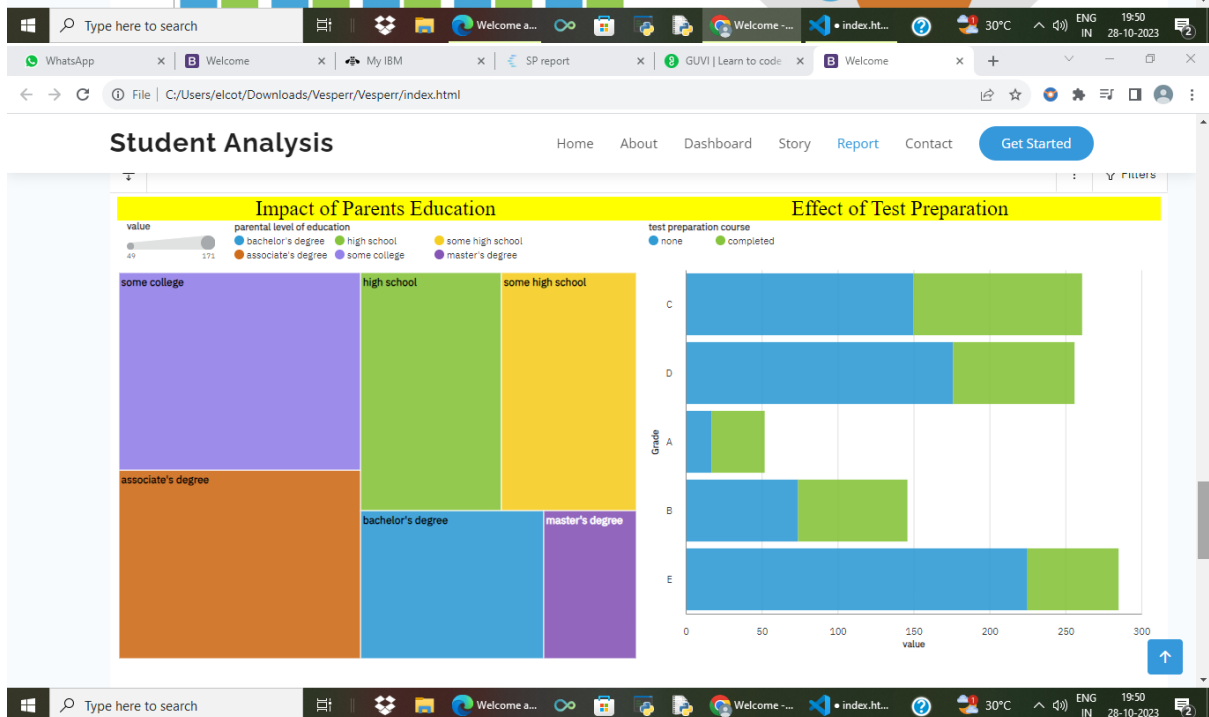 Type here to search
Welcome a...
Welcome -...
index.ht...
30°C
ENG
IN
19:50
28-10-2023
2
WhatsApp
B Welcome
My IBM
SP report
GUVI | Learn to code
B Welcome
File | C:/Users/elcot/Downloads/Vesperr/Vesperr/index.html
Student Analysis
Home About Dashboard Story Report Contact Get Started
Filters
Impact of Parents Education
value
49 171
parental level of education
bachelor's degree high school some high school
associate's degree some college master's degree
some college
high school
some high school
associate's degree
bachelor's degree
master's degree
Effect of Test Preparation
test preparation course
none completed
Grade
C
D
A
B
E
0 50 100 150 200 250 300
value
Type here to search
Welcome a...
Welcome -...
index.ht...
30°C
ENG
IN
19:50
28-10-2023
2